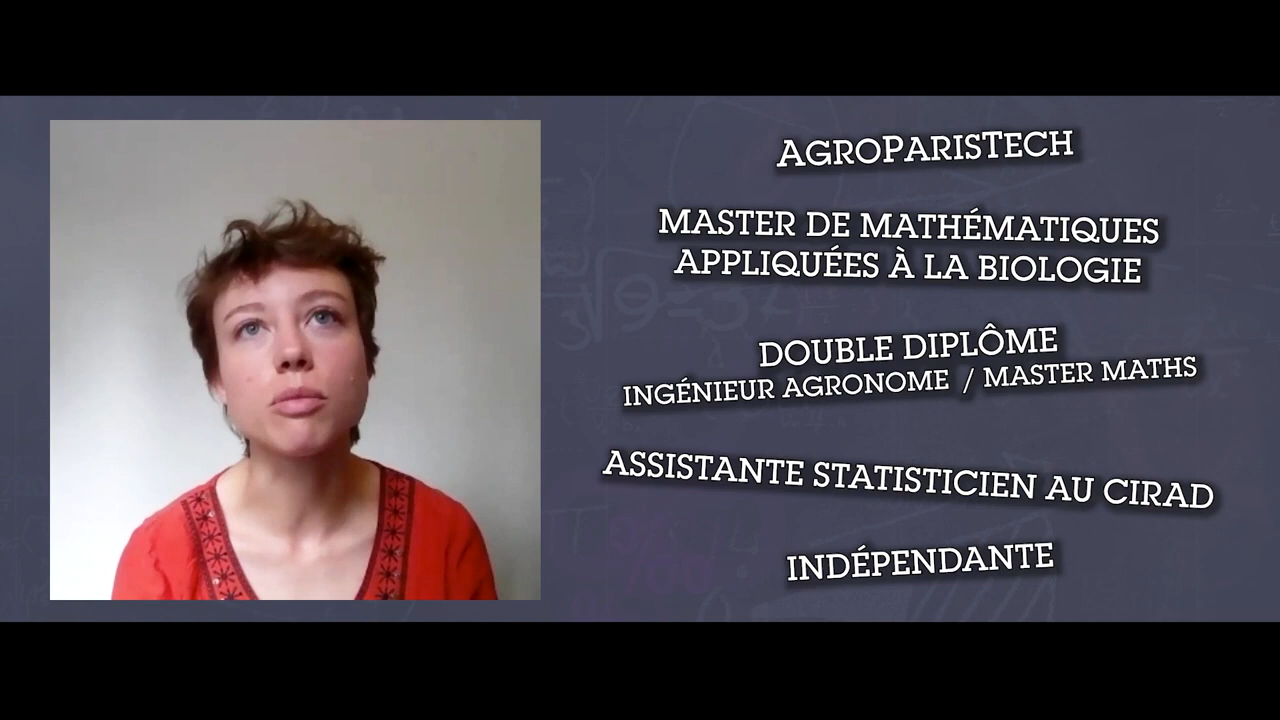 AGROPARISTECH
MASTER DE MATHÉMATIQUES
APPLIQUÉES À LA BIOLOGIE
DOUBLE DIPLÔME
INGÉNIEUR AGRONOME / MASTER MATHS
ASSISTANTE STATISTICIEN AU CIRAD
INDÉPENDANTE